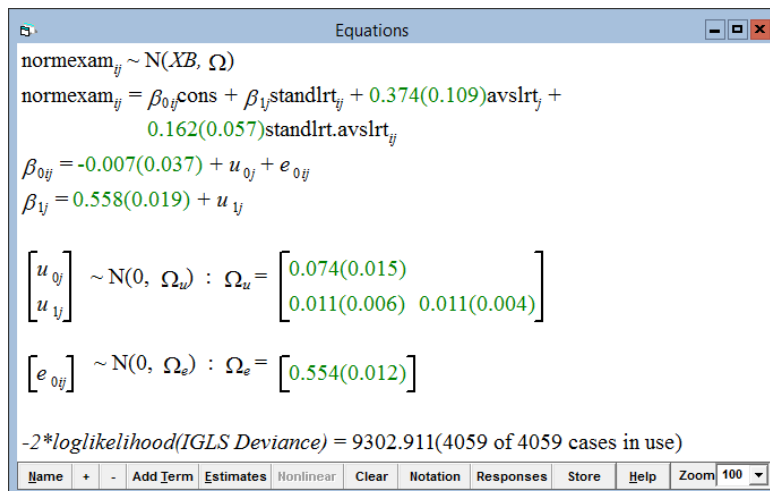 Equations
normexam_ij ~ N(XB, Ω)
normexam_ij = β_0ij cons + β_1j standlrt_ij + 0.374(0.109)avslrt_j +
0.162(0.057)standlrt.avslrt_ij
β_0ij = -0.007(0.037) + u_0j + e_0ij
β_1j = 0.558(0.019) + u_1j
[u_0j] ~ N(0, Ω_u) : Ω_u = [0.074(0.015)
[u_1j] 0.011(0.006) 0.011(0.004)]
[e_0ij] ~ N(0, Ω_e) : Ω_e = [0.554(0.012)]
-2*loglikelihood(IGLS Deviance) = 9302.911(4059 of 4059 cases in use)
Name + - Add Term Estimates Nonlinear Clear Notation Responses Store Help Zoom 100